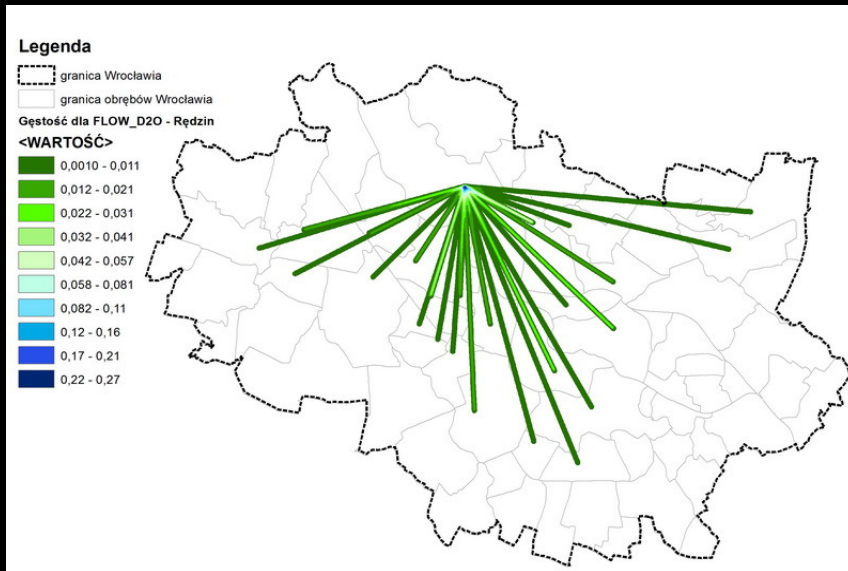 Legenda
granica Wrocławia
granica obrębów Wrocławia
Gęstość dla FLOW_D2O - Rędzin
<WARTOŚĆ>
0,0010 - 0,011
0,012 - 0,021
0,022 - 0,031
0,032 - 0,041
0,042 - 0,057
0,058 - 0,081
0,082 - 0,11
0,12 - 0,16
0,17 - 0,21
0,22 - 0,27